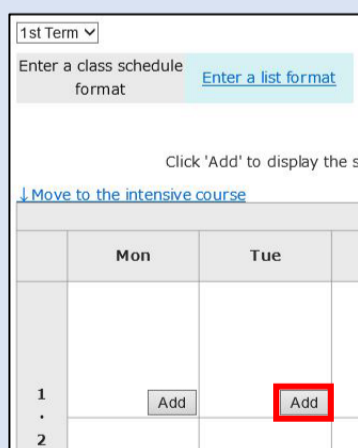 1st Term
Enter a class schedule format
Enter a list format
Click 'Add' to display the s
↓Move to the intensive course
Mon Tue
1 Add Add
.
2